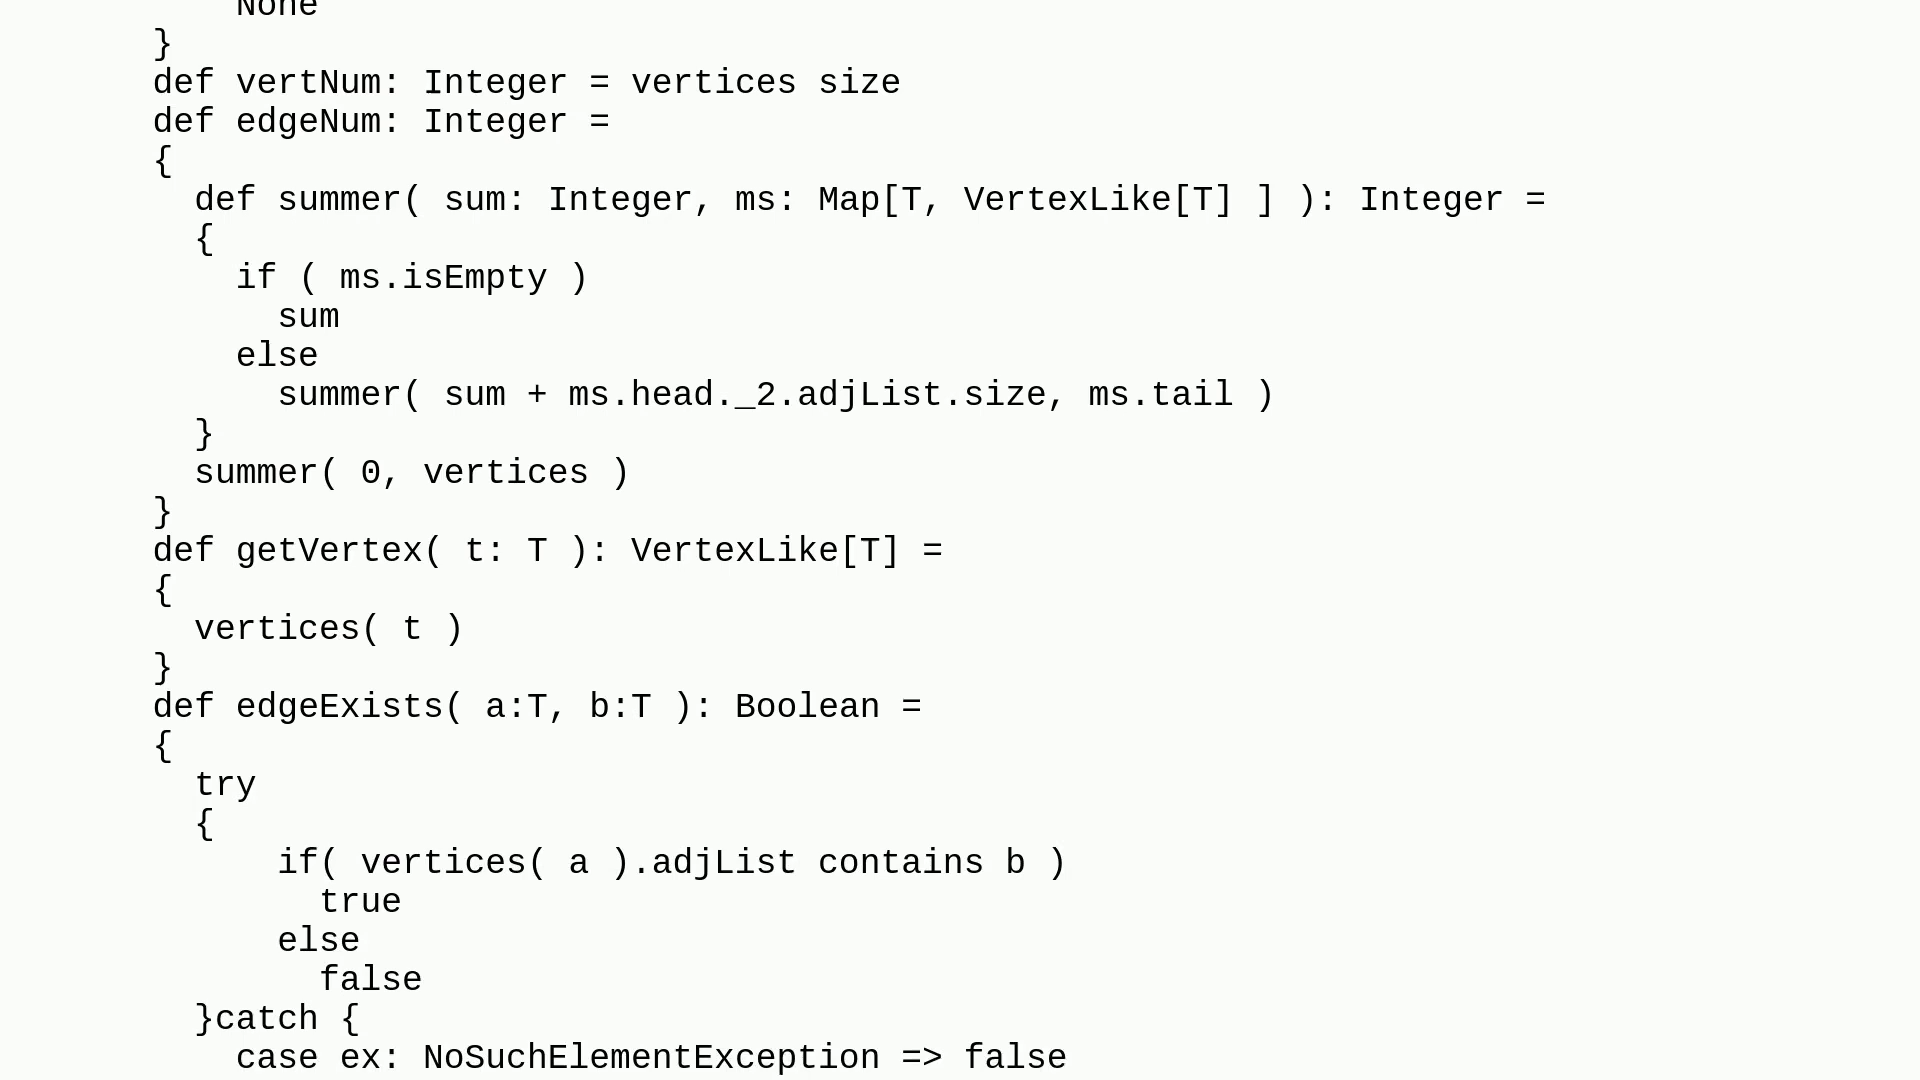 None
}
def vertNum: Integer = vertices size
def edgeNum: Integer =
{
def summer( sum: Integer, ms: Map[T, VertexLike[T] ] ): Integer =
{
if ( ms.isEmpty )
sum
else
summer( sum + ms.head._2.adjList.size, ms.tail )
}
summer( 0, vertices )
}
def getVertex( t: T ): VertexLike[T] =
{
vertices( t )
}
def edgeExists( a:T, b:T ): Boolean =
{
try
{
if( vertices( a ).adjList contains b )
true
else
false
}catch {
case ex: NoSuchElementException => false